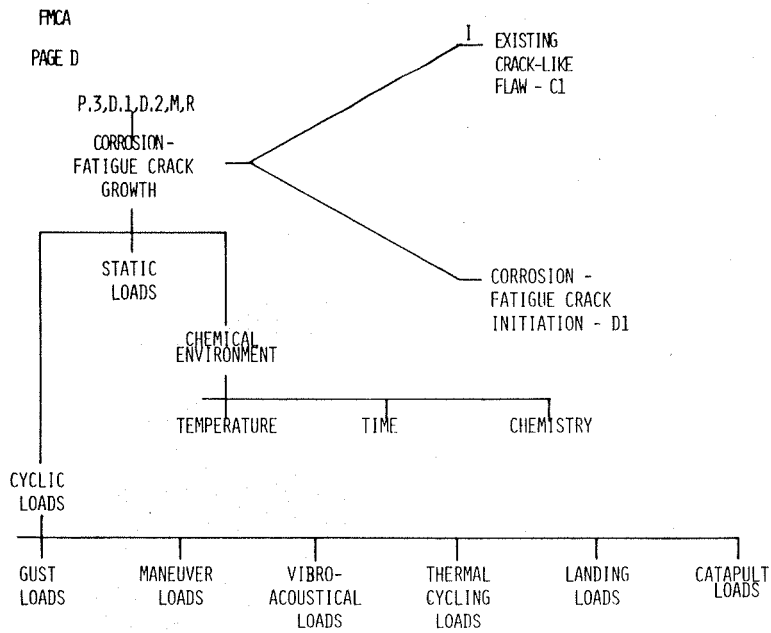 FMCA
PAGE D
P.3,D.1,D.2,M,R
CORROSION-
FATIGUE CRACK
GROWTH
I
EXISTING
CRACK-LIKE
FLAW - C1
CORROSION -
FATIGUE CRACK
INITIATION - D1
STATIC
LOADS
CHEMICAL
ENVIRONMENT
TEMPERATURE
TIME
CHEMISTRY
CYCLIC
LOADS
GUST
LOADS
MANEUVER
LOADS
VIBRO-
ACOUSTICAL
LOADS
THERMAL
CYCLING
LOADS
LANDING
LOADS
CATAPULT
LOADS